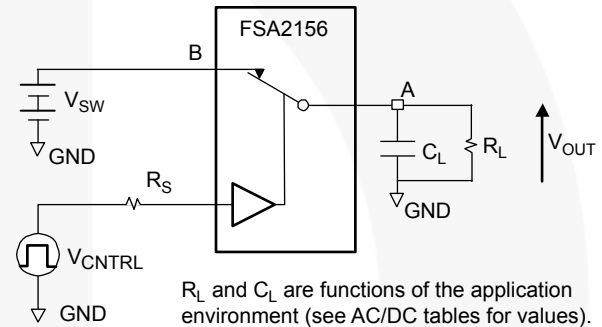 FSA2156
B
A
V_SW
GND
C_L
R_L
V_OUT
R_S
GND
V_CNTRL
GND
R_L and C_L are functions of the application
environment (see AC/DC tables for values).